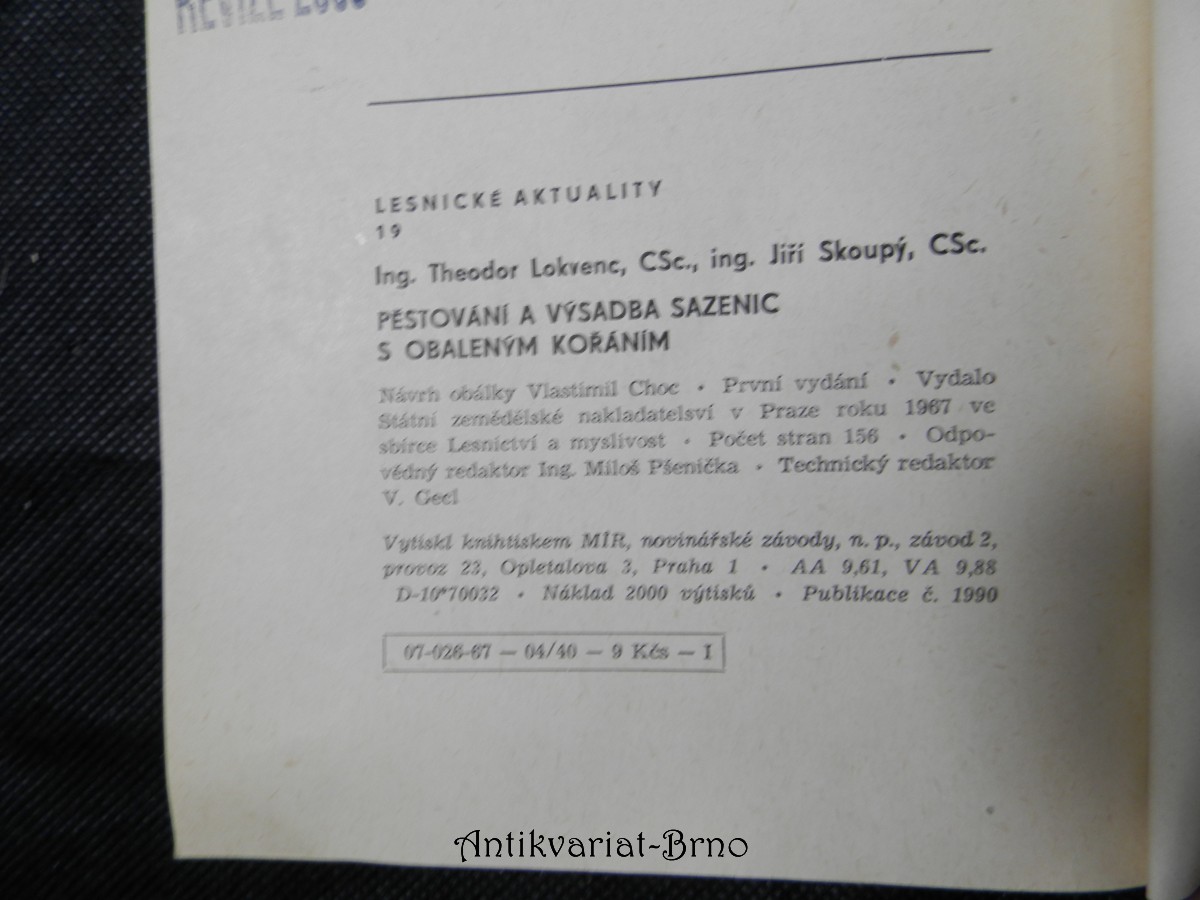 LESNICKÉ AKTUALITY
19
Ing. Theodor Lokvenc, CSc., ing. Jiří Skoupý, CSc.
PĚSTOVÁNÍ A VÝSADBA SAZENIC
S OBALENÝM KOŘÁNÍM
Návrh obálky Vlastimil Choc • První vydání • Vydalo
Státní zemědělské nakladatelsví v Praze roku 1967 ve
sbírce Lesnictví a myslivost • Počet stran 156 • Odpo-
vědný redaktor Ing. Miloš Pšenička • Technický redaktor
V. Gecl
Vytiskl knihtiskem MÍR, novinářské závody, n. p., závod 2,
provoz 23, Opletalova 3, Praha 1 • AA 9,61, VA 9,88
D-10*70032 • Náklad 2000 výtisků • Publikace č. 1990
07-026-67 — 04/40 — 9 Kčs — I
Antikvariat-Brno